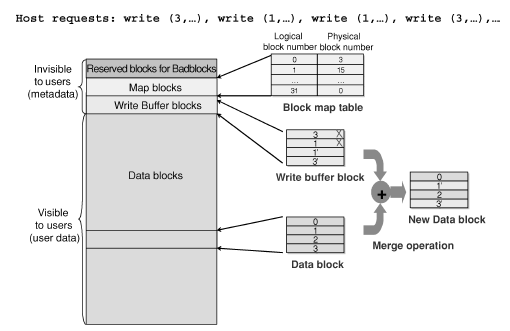 Host requests: write (3,…), write (1,…), write (1,…), write (3,…),…
Logical block number
Physical block number
0 3
1 15
... ...
31 0
Block map table
Invisible to users (metadata)
Reserved blocks for Badblocks
Map blocks
Write Buffer blocks
3 X
1 X
1'
3'
Write buffer block
Data blocks
Visible to users (user data)
0
1
2
3
Data block
+
Merge operation
0
1'
2
3'
New Data block